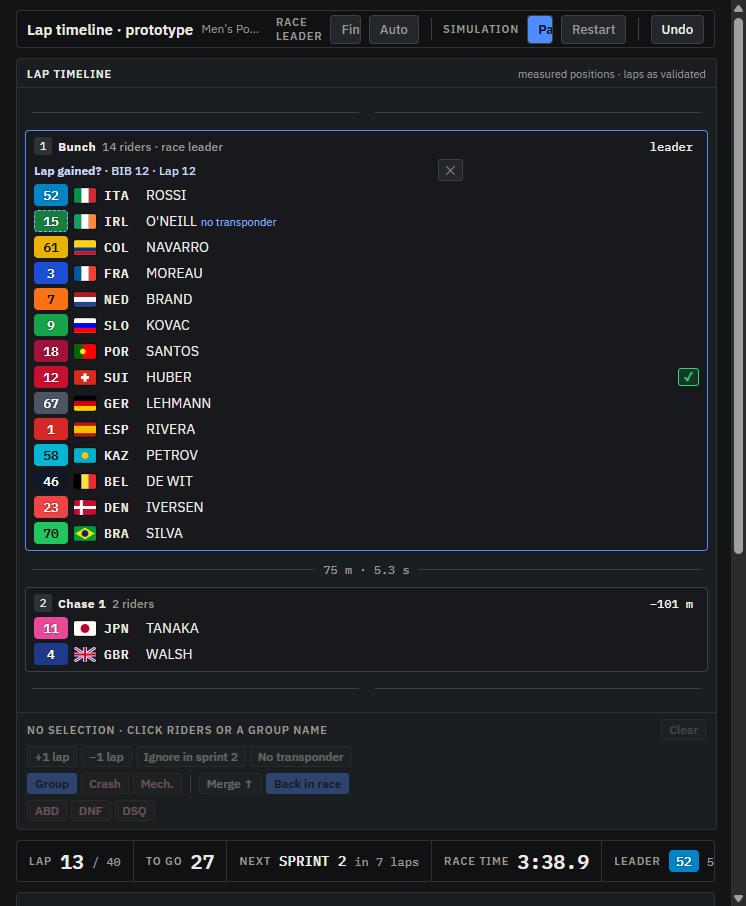 Lap timeline · prototype Men's Po... RACE LEADER Fin Auto SIMULATION Pa Restart Undo
LAP TIMELINE measured positions · laps as validated
1 Bunch 14 riders · race leader leader
Lap gained? · BIB 12 · Lap 12
52 ITA ROSSI
15 IRL O'NEILL no transponder
61 COL NAVARRO
3 FRA MOREAU
7 NED BRAND
9 SLO KOVAC
18 POR SANTOS
12 SUI HUBER
67 GER LEHMANN
1 ESP RIVERA
58 KAZ PETROV
46 BEL DE WIT
23 DEN IVERSEN
70 BRA SILVA
75 m · 5.3 s
2 Chase 1 2 riders −101 m
11 JPN TANAKA
4 GBR WALSH
NO SELECTION · CLICK RIDERS OR A GROUP NAME Clear
+1 lap −1 lap Ignore in sprint 2 No transponder
Group Crash Mech. Merge ↑ Back in race
ABD DNF DSQ
LAP 13 / 40 TO GO 27 NEXT SPRINT 2 in 7 laps RACE TIME 3:38.9 LEADER 52 5